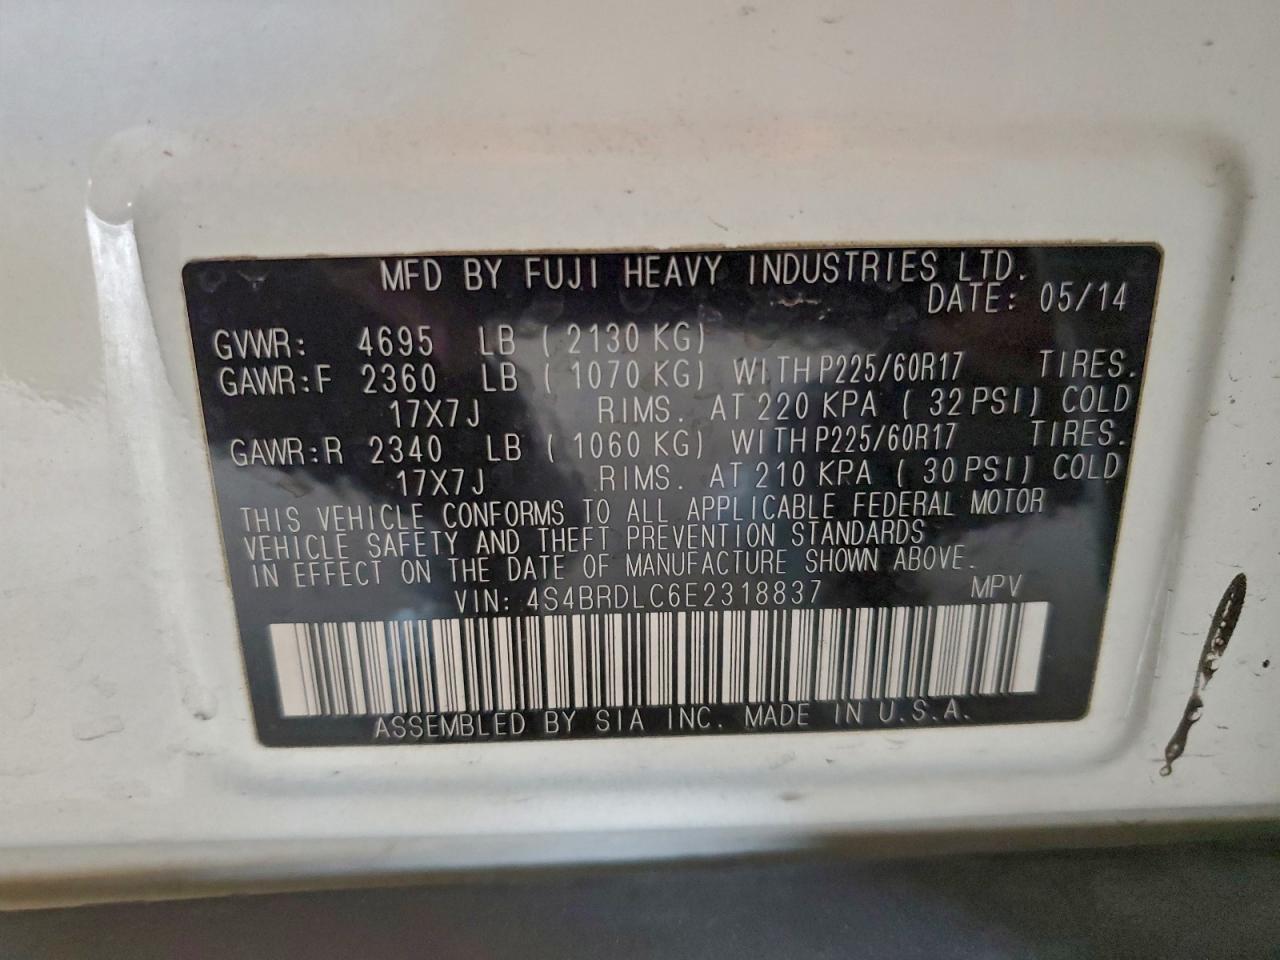 MFD BY FUJI HEAVY INDUSTRIES LTD.
DATE: 05/14
GVWR: 4695 LB ( 2130 KG)
GAWR:F 2360 LB ( 1070 KG) WITH P225/60R17 TIRES.
17X7J RIMS. AT 220 KPA ( 32 PSI) COLD
GAWR:R 2340 LB ( 1060 KG) WITH P225/60R17 TIRES.
17X7J RIMS. AT 210 KPA ( 30 PSI) COLD
THIS VEHICLE CONFORMS TO ALL APPLICABLE FEDERAL MOTOR
VEHICLE SAFETY AND THEFT PREVENTION STANDARDS
IN EFFECT ON THE DATE OF MANUFACTURE SHOWN ABOVE.
VIN: 4S4BRDLC6E2318837 MPV
ASSEMBLED BY SIA INC. MADE IN U.S.A.